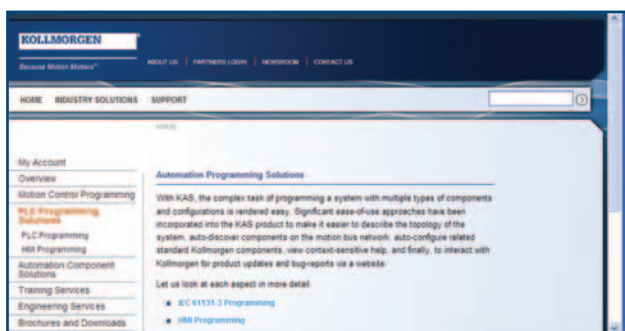 KOLLMORGEN
Because Motion Matters™
ABOUT US | PARTNERS LOGIN | NEWSROOM | CONTACT US
HOME INDUSTRY SOLUTIONS SUPPORT
HOME
My Account
Overview
Motion Control Programming
PLC Programming
Solutions
PLC Programming
HMI Programming
Automation Component
Solutions
Training Services
Engineering Services
Brochures and Downloads
Automation Programming Solutions
With KAS, the complex task of programming a system with multiple types of components
and configurations is rendered easy. Significant ease-of-use approaches have been
incorporated into the KAS product to make it easier to describe the topology of the
system, auto-discover components on the motion bus network, auto-configure related
standard Kollmorgen components, view context-sensitive help, and finally, to interact with
Kollmorgen for product updates and bug-reports via a website.
Let us look at each aspect in more detail
IEC 61131-3 Programming
HMI Programming